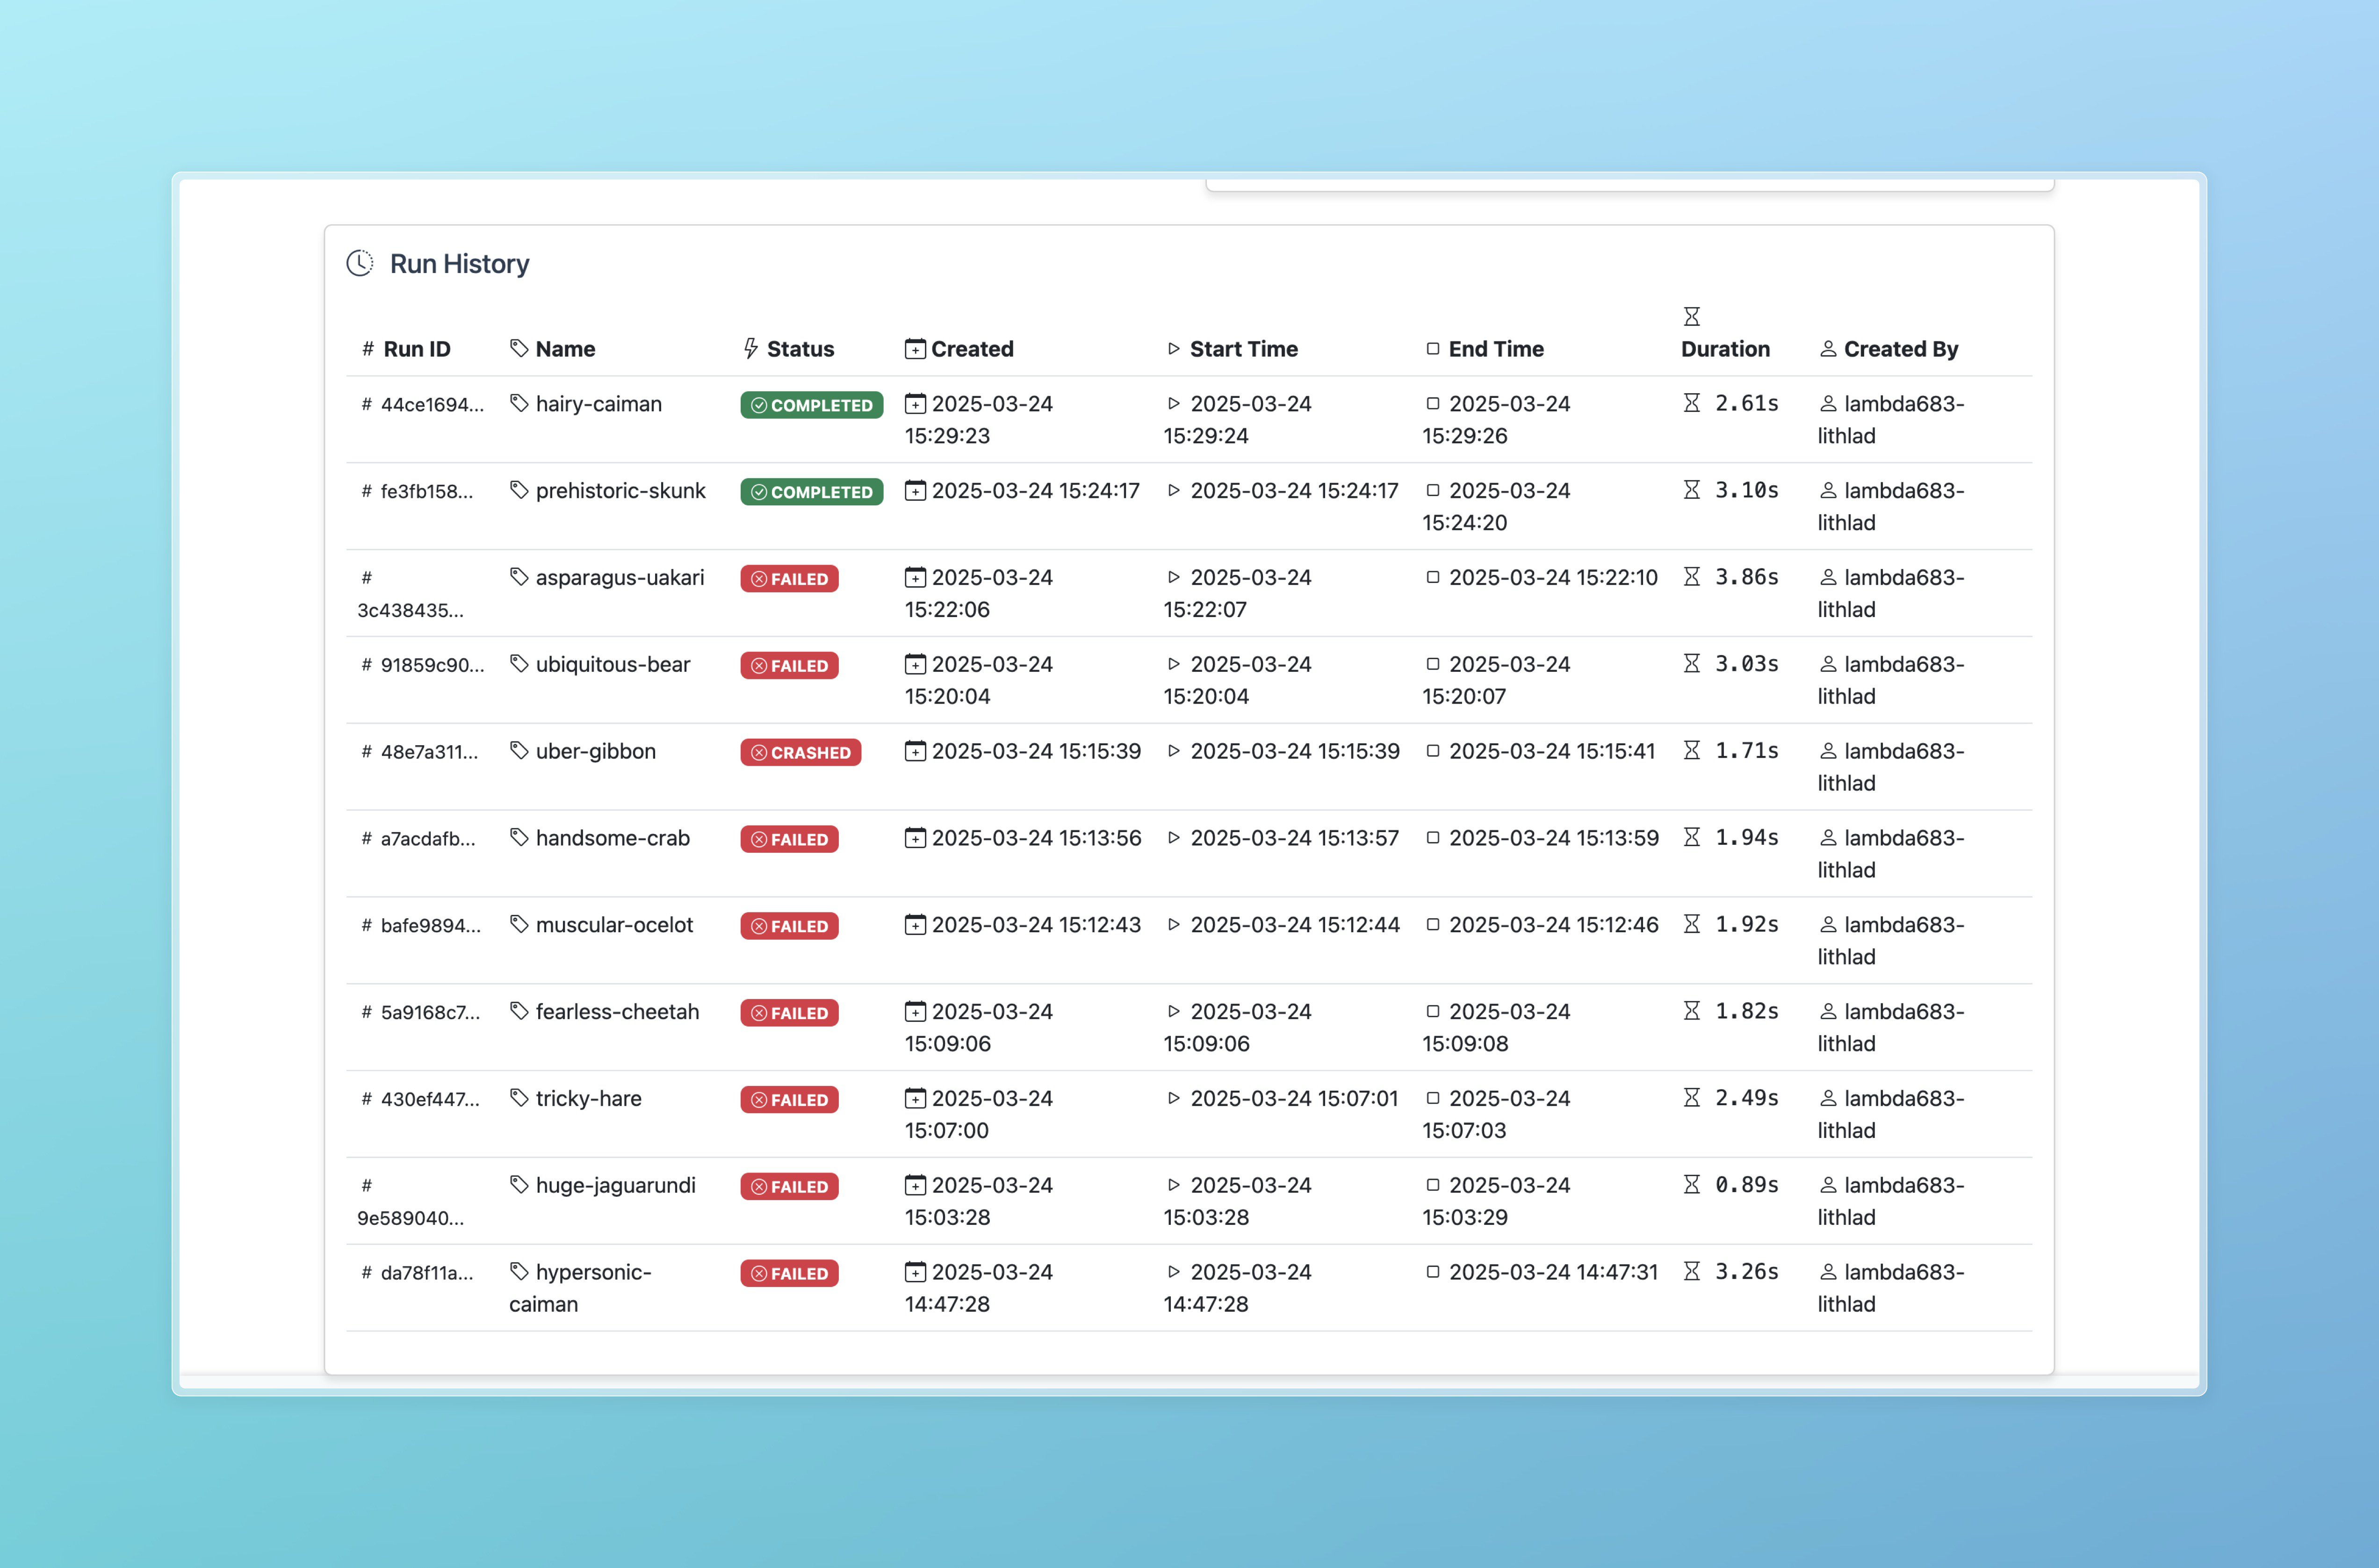 Run History
# Run ID Name Status Created Start Time End Time Duration Created By
# 44ce1694... hairy-caiman COMPLETED 2025-03-24 15:29:23 2025-03-24 15:29:24 2025-03-24 15:29:26 2.61s lambda683-lithlad
# fe3fb158... prehistoric-skunk COMPLETED 2025-03-24 15:24:17 2025-03-24 15:24:17 2025-03-24 15:24:20 3.10s lambda683-lithlad
# 3c438435... asparagus-uakari FAILED 2025-03-24 15:22:06 2025-03-24 15:22:07 2025-03-24 15:22:10 3.86s lambda683-lithlad
# 91859c90... ubiquitous-bear FAILED 2025-03-24 15:20:04 2025-03-24 15:20:04 2025-03-24 15:20:07 3.03s lambda683-lithlad
# 48e7a311... uber-gibbon CRASHED 2025-03-24 15:15:39 2025-03-24 15:15:39 2025-03-24 15:15:41 1.71s lambda683-lithlad
# a7acdafb... handsome-crab FAILED 2025-03-24 15:13:56 2025-03-24 15:13:57 2025-03-24 15:13:59 1.94s lambda683-lithlad
# bafe9894... muscular-ocelot FAILED 2025-03-24 15:12:43 2025-03-24 15:12:44 2025-03-24 15:12:46 1.92s lambda683-lithlad
# 5a9168c7... fearless-cheetah FAILED 2025-03-24 15:09:06 2025-03-24 15:09:06 2025-03-24 15:09:08 1.82s lambda683-lithlad
# 430ef447... tricky-hare FAILED 2025-03-24 15:07:00 2025-03-24 15:07:01 2025-03-24 15:07:03 2.49s lambda683-lithlad
# 9e589040... huge-jaguarundi FAILED 2025-03-24 15:03:28 2025-03-24 15:03:28 2025-03-24 15:03:29 0.89s lambda683-lithlad
# da78f11a... hypersonic-caiman FAILED 2025-03-24 14:47:28 2025-03-24 14:47:28 2025-03-24 14:47:31 3.26s lambda683-lithlad